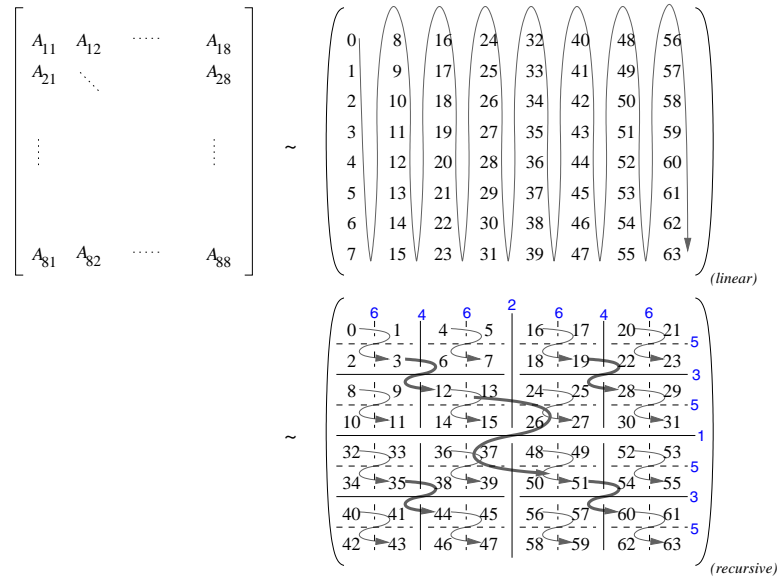 A11 A12 ..... A18 0 8 16 24 32 40 48 56
A21 A28 1 9 17 25 33 41 49 57
2 10 18 26 34 42 50 58
3 11 19 27 35 43 51 59
~ 4 12 20 28 36 44 52 60
5 13 21 29 37 45 53 61
6 14 22 30 38 46 54 62
A81 A82 ..... A88 7 15 23 31 39 47 55 63
(linear)
6 4 6 2 6 4 6
0 1 4 5 16 17 20 21
5
2 3 6 7 18 19 22 23
3
8 9 12 13 24 25 28 29
5
10 11 14 15 26 27 30 31
~ 1
32 33 36 37 48 49 52 53
5
34 35 38 39 50 51 54 55
3
40 41 44 45 56 57 60 61
5
42 43 46 47 58 59 62 63
(recursive)